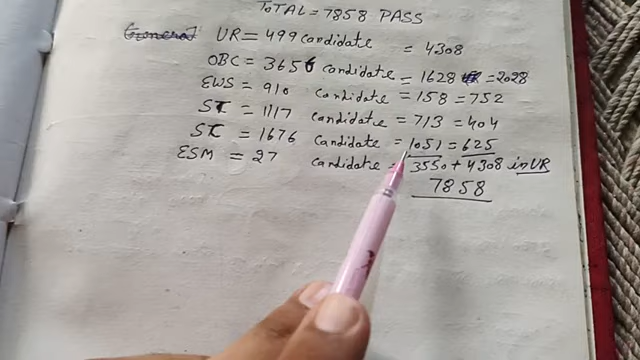 TOTAL = 7858 PASS
General UR = 499 candidate = 4308
OBC = 3656 candidate = 1628 = 2028
EWS = 910 candidate = 158 = 752
ST = 1117 candidate = 713 = 404
SC = 1676 candidate = 1051 = 625
ESM = 27 candidate = 3550 + 4308 in UR
7858